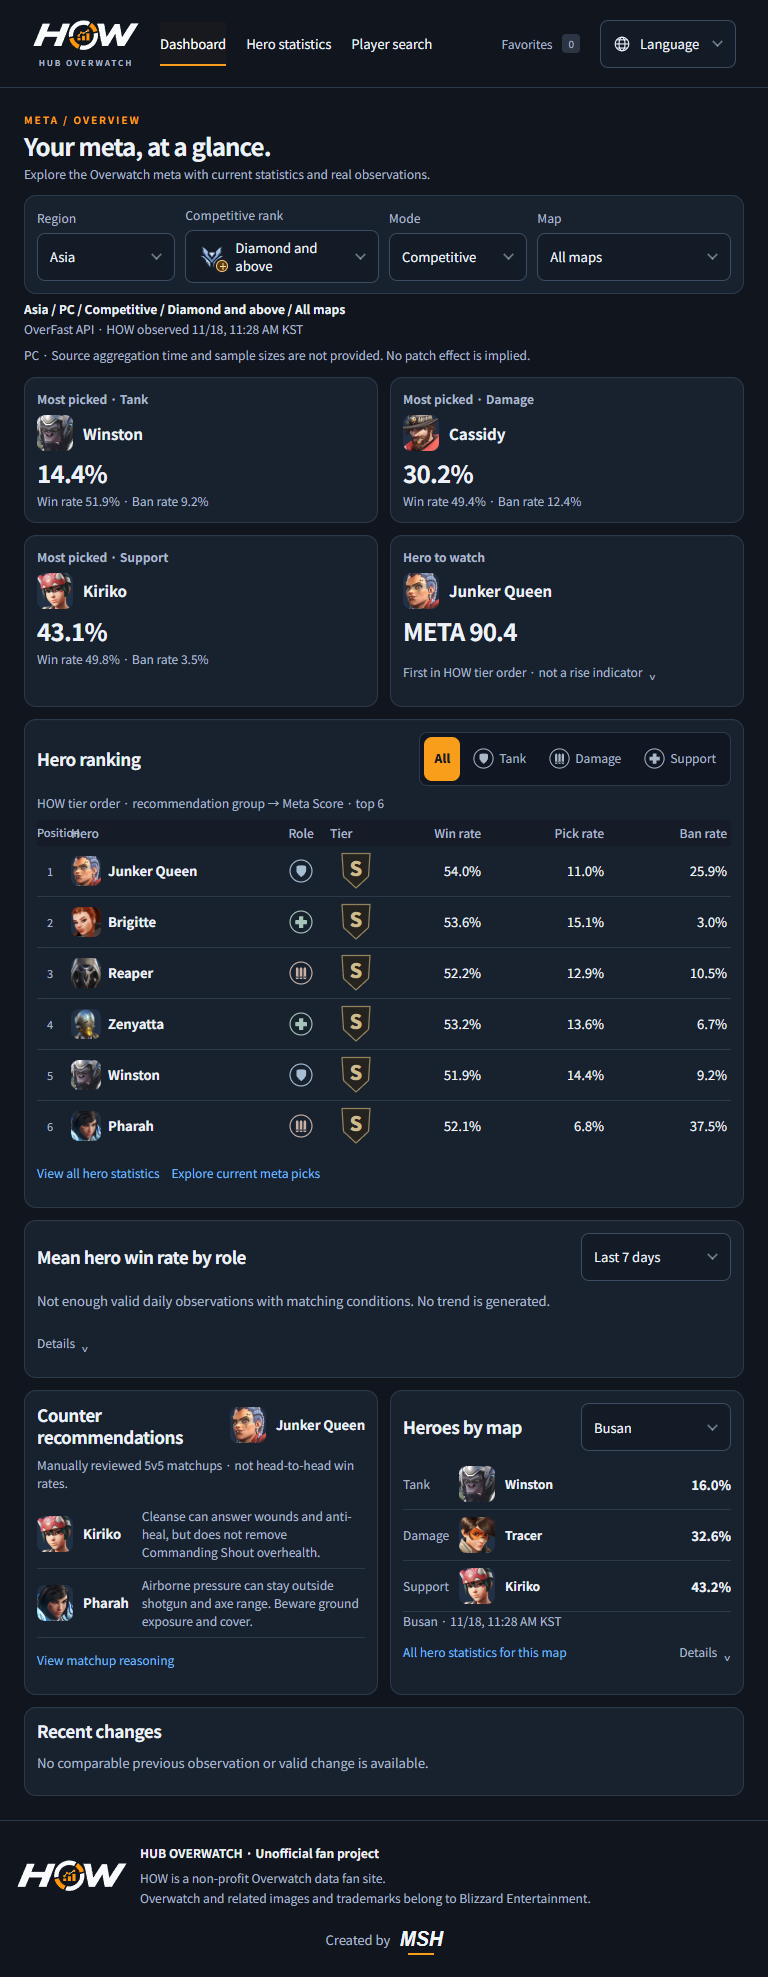 HOW
HUB OVERWATCH
Dashboard
Hero statistics
Player search
Favorites 0
Language
META / OVERVIEW
Your meta, at a glance.
Explore the Overwatch meta with current statistics and real observations.
Region
Competitive rank
Mode
Map
Asia
Diamond and
above
Competitive
All maps
Asia / PC / Competitive / Diamond and above / All maps
OverFast API · HOW observed 11/18, 11:28 AM KST
PC · Source aggregation time and sample sizes are not provided. No patch effect is implied.
Most picked · Tank
Winston
14.4%
Win rate 51.9% · Ban rate 9.2%
Most picked · Damage
Cassidy
30.2%
Win rate 49.4% · Ban rate 12.4%
Most picked · Support
Kiriko
43.1%
Win rate 49.8% · Ban rate 3.5%
Hero to watch
Junker Queen
META 90.4
First in HOW tier order · not a rise indicator
Hero ranking
All
Tank
Damage
Support
HOW tier order · recommendation group → Meta Score · top 6
Position Hero Role Tier Win rate Pick rate Ban rate
1 Junker Queen S 54.0% 11.0% 25.9%
2 Brigitte S 53.6% 15.1% 3.0%
3 Reaper S 52.2% 12.9% 10.5%
4 Zenyatta S 53.2% 13.6% 6.7%
5 Winston S 51.9% 14.4% 9.2%
6 Pharah S 52.1% 6.8% 37.5%
View all hero statistics Explore current meta picks
Mean hero win rate by role
Last 7 days
Not enough valid daily observations with matching conditions. No trend is generated.
Details
Counter
recommendations
Junker Queen
Manually reviewed 5v5 matchups · not head-to-head win
rates.
Kiriko
Cleanse can answer wounds and anti-
heal, but does not remove
Commanding Shout overhealth.
Pharah
Airborne pressure can stay outside
shotgun and axe range. Beware ground
exposure and cover.
View matchup reasoning
Heroes by map
Busan
Tank Winston 16.0%
Damage Tracer 32.6%
Support Kiriko 43.2%
Busan · 11/18, 11:28 AM KST
All hero statistics for this map
Details
Recent changes
No comparable previous observation or valid change is available.
HOW
HUB OVERWATCH · Unofficial fan project
HOW is a non-profit Overwatch data fan site.
Overwatch and related images and trademarks belong to Blizzard Entertainment.
Created by MSH